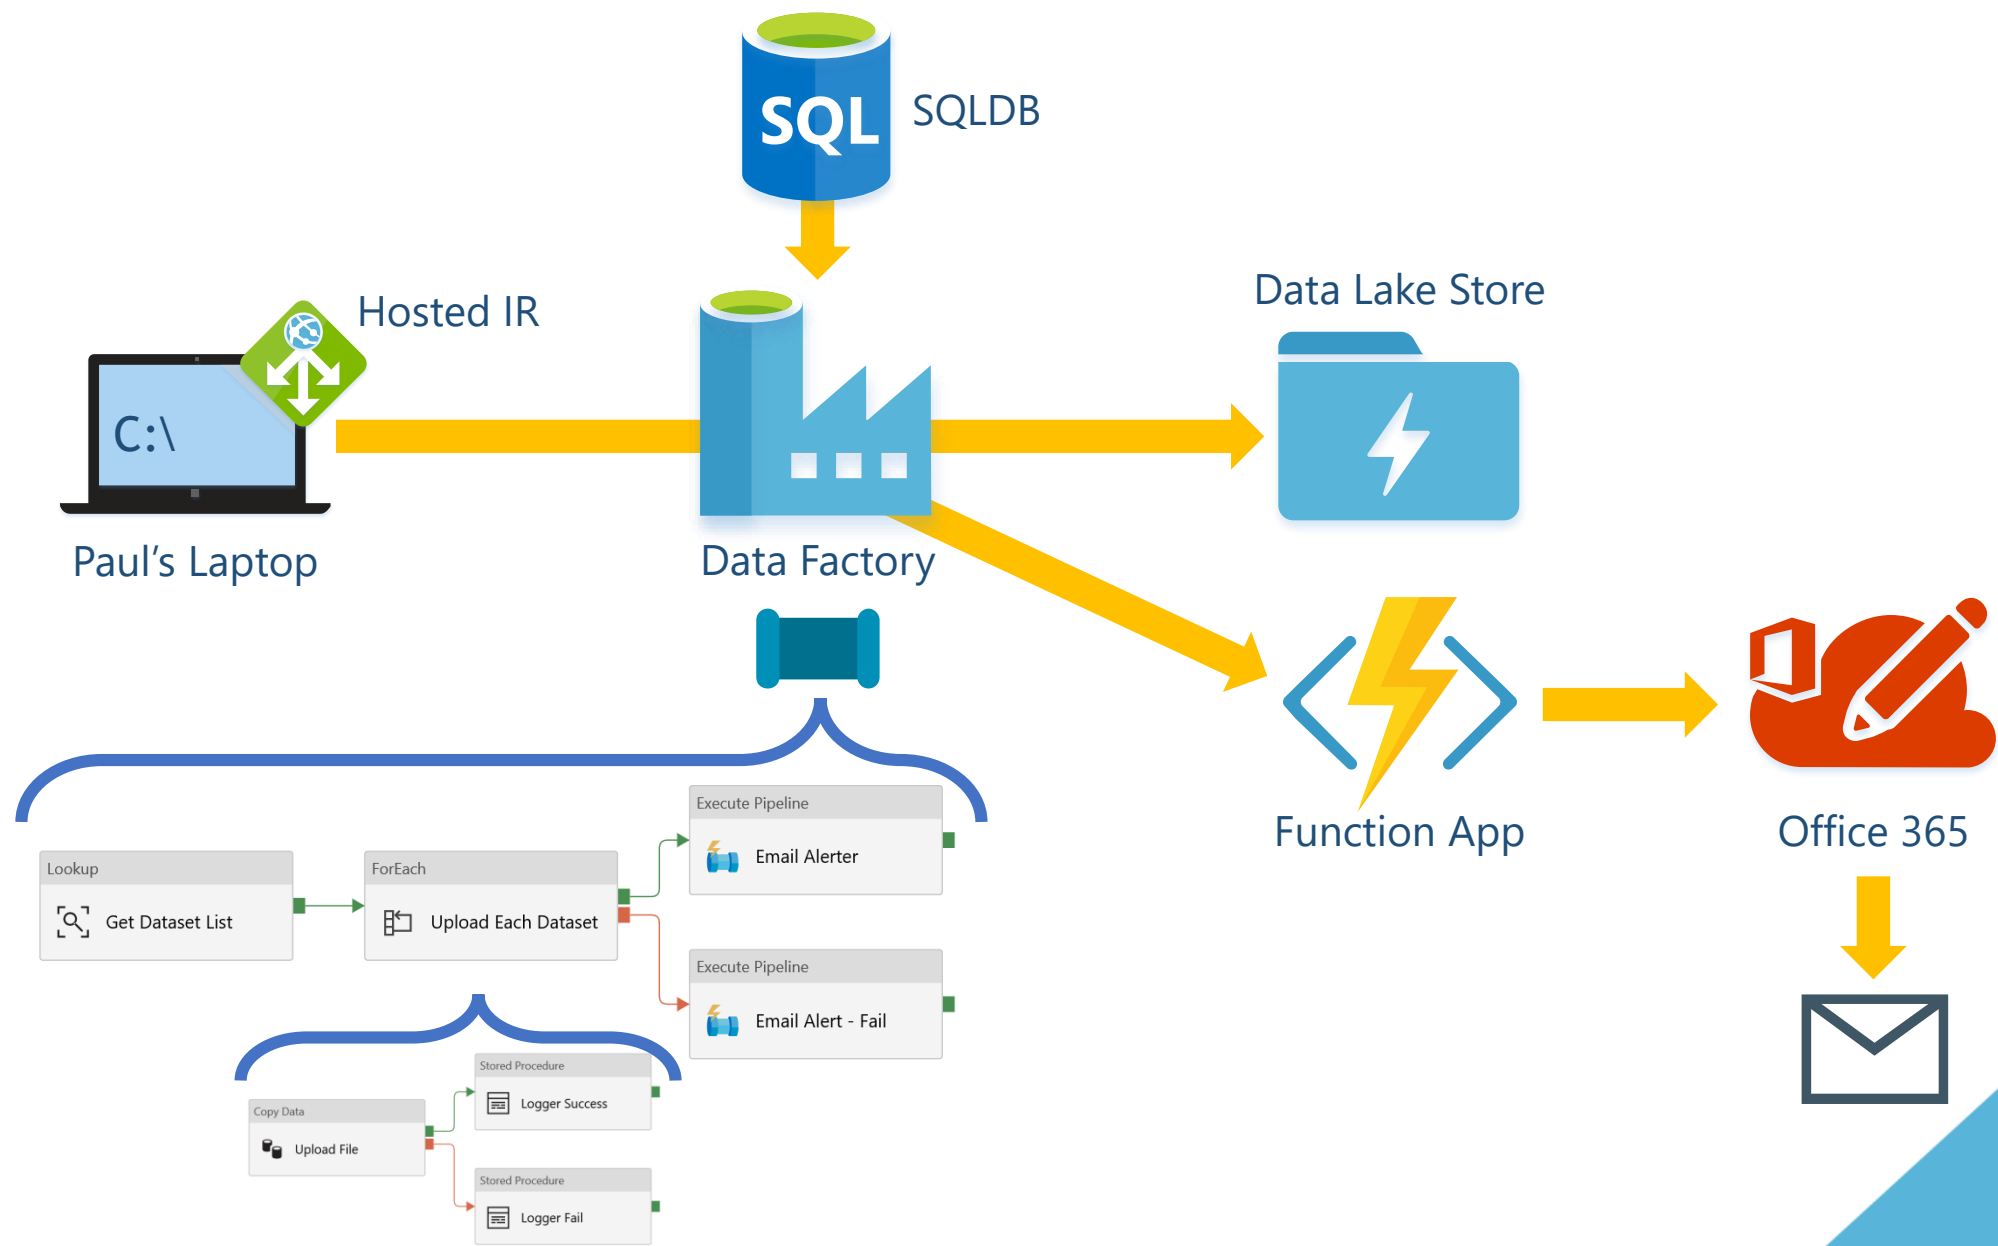 SQL
SQLDB
Hosted IR
Data Lake Store
C:\
Paul's Laptop
Data Factory
Function App
Office 365
Execute Pipeline
Email Alerter
Lookup
Get Dataset List
ForEach
Upload Each Dataset
Execute Pipeline
Email Alert - Fail
Stored Procedure
Logger Success
Copy Data
Upload File
Stored Procedure
Logger Fail